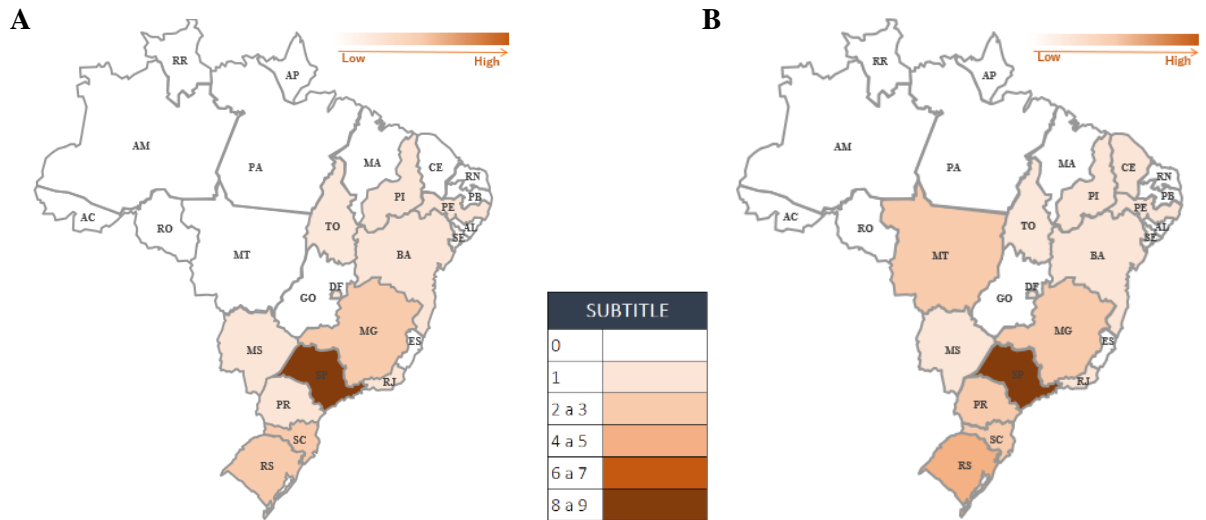 A
Low
High
RR
AP
AM
PA
MA
CE
RN
PB
PI
PE
AL
SE
AC
RO
TO
MT
BA
GO
DF
MG
ES
MS
SP
RJ
PR
SC
RS
SUBTITLE
0
1
2 a 3
4 a 5
6 a 7
8 a 9
B
Low
High
RR
AP
AM
PA
MA
CE
RN
PB
PI
PE
AL
SE
AC
RO
TO
MT
BA
GO
DF
MG
ES
MS
SP
RJ
PR
SC
RS